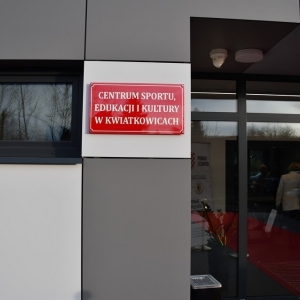 CENTRUM SPORTU,
EDUKACJI I KULTURY
W KWIATKOWICACH